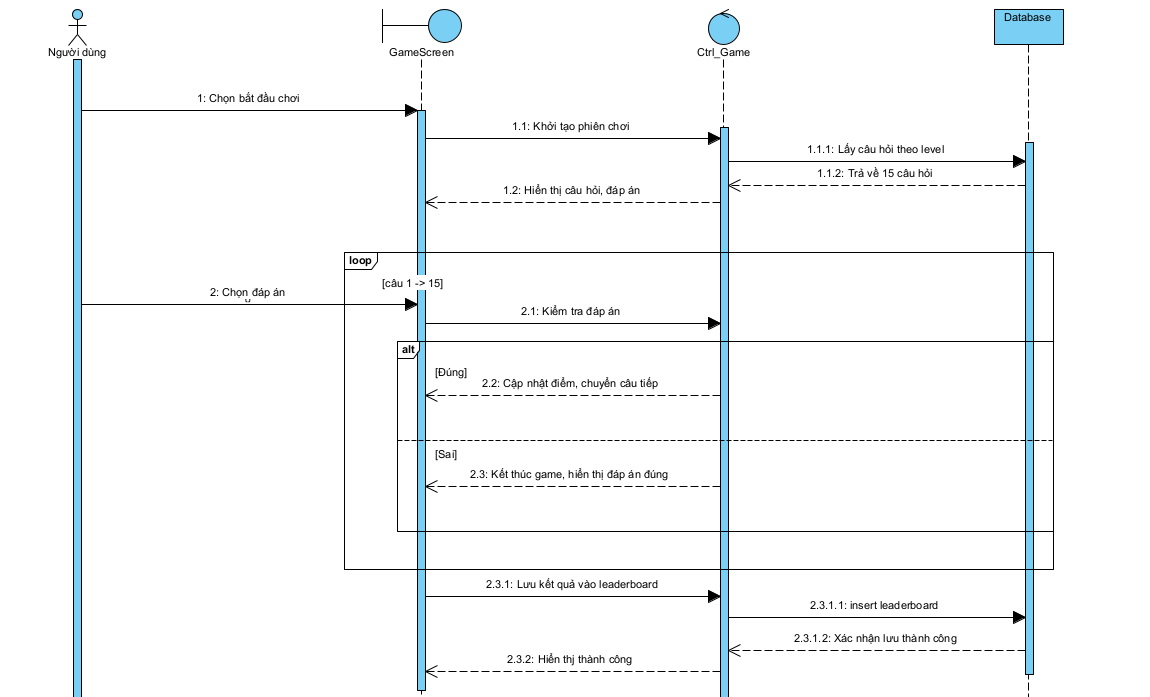 Người dùng
GameScreen
Ctrl_Game
Database
1: Chọn bắt đầu chơi
1.1: Khởi tạo phiên chơi
1.1.1: Lấy câu hỏi theo level
1.1.2: Trả về 15 câu hỏi
1.2: Hiển thị câu hỏi, đáp án
loop
[câu 1 -> 15]
2: Chọn đáp án
2.1: Kiểm tra đáp án
alt
[Đúng]
2.2: Cập nhật điểm, chuyển câu tiếp
[Sai]
2.3: Kết thúc game, hiển thị đáp án đúng
2.3.1: Lưu kết quả vào leaderboard
2.3.1.1: insert leaderboard
2.3.1.2: Xác nhận lưu thành công
2.3.2: Hiển thị thành công